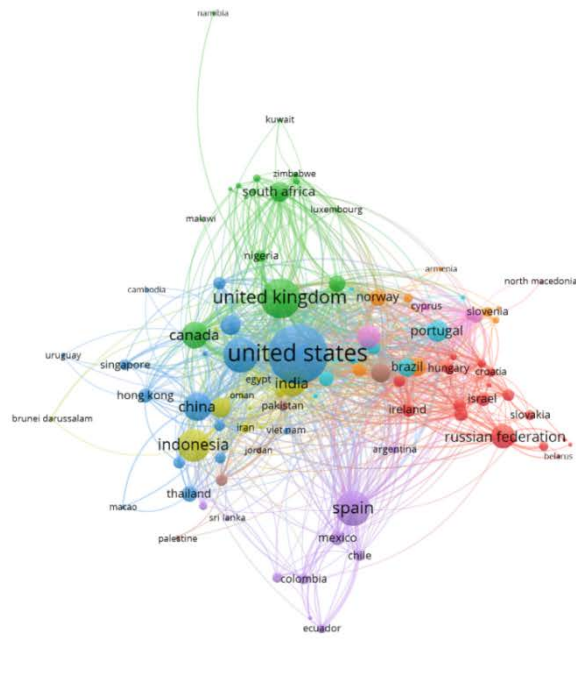 namibia
kuwait
zimbabwe
south africa
luxembourg
malawi
nigeria
armenia
north macedonia
cambodia
united kingdom
norway
cyprus
slovenia
canada
portugal
united states
uruguay
singapore
brazil
hungary
croatia
egypt
india
hong kong
oman
china
pakistan
ireland
israel
slovakia
brunei darussalam
iran
viet nam
indonesia
russian federation
jordan
argentina
belarus
thailand
macao
spain
sri lanka
palestine
mexico
chile
colombia
ecuador